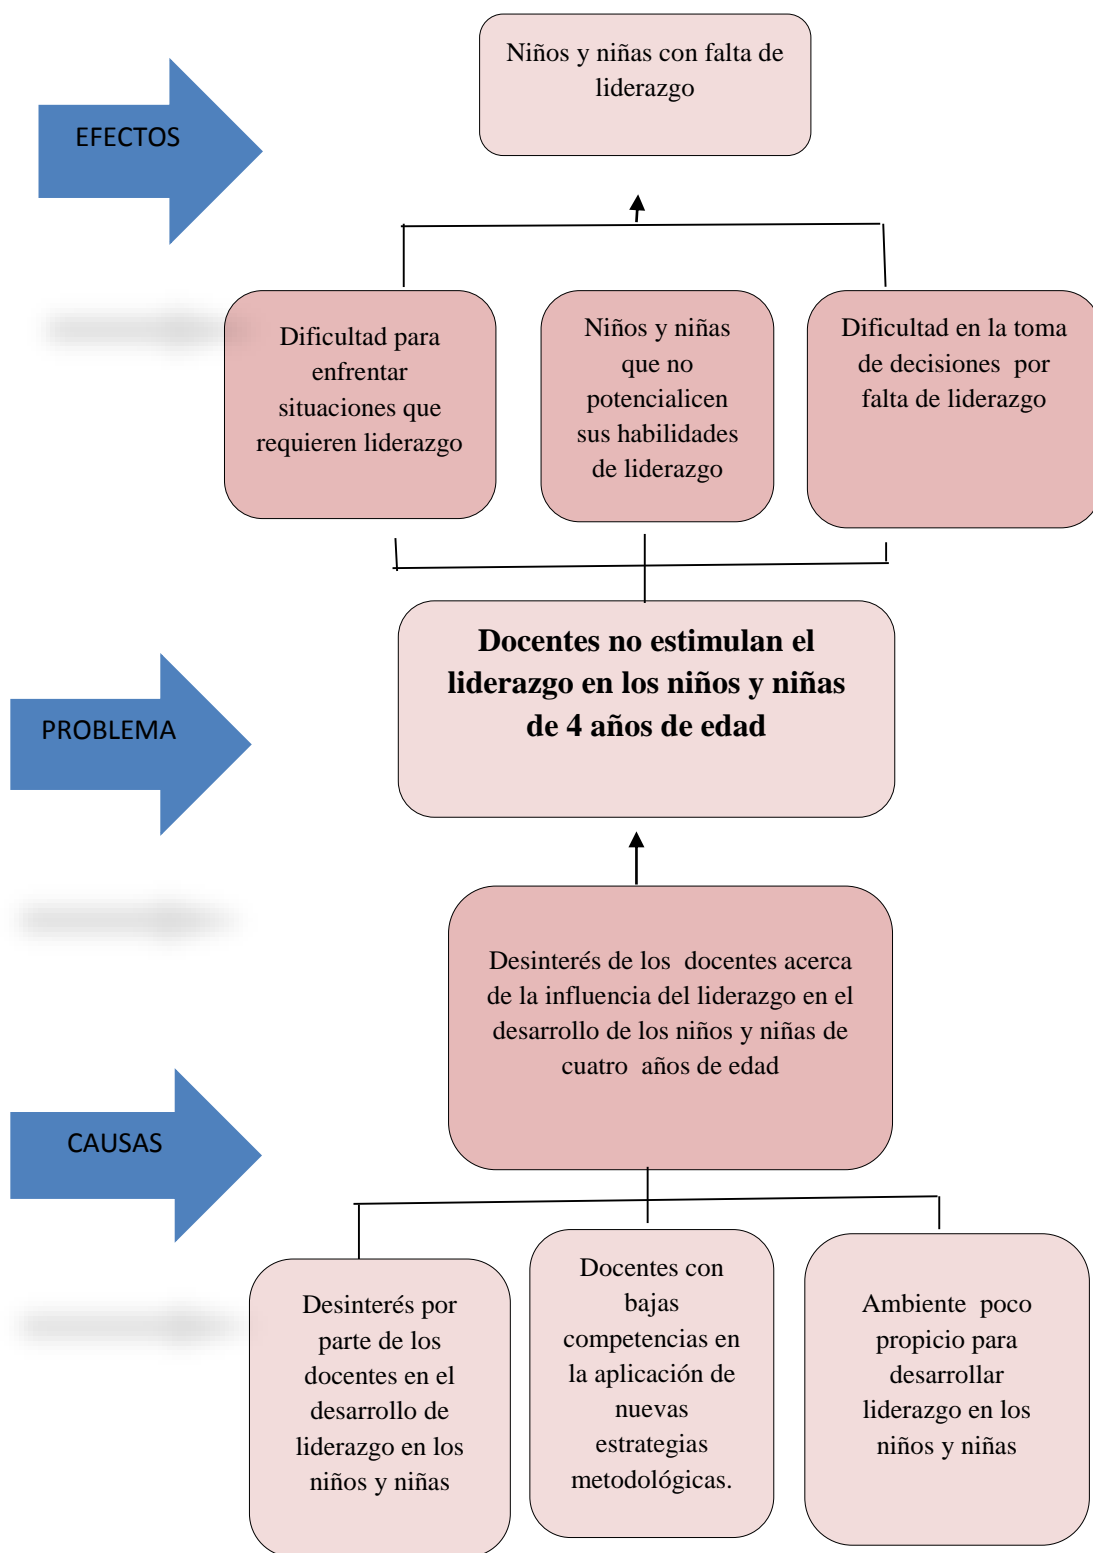 Niños y niñas con falta de
liderazgo
EFECTOS
Dificultad para
enfrentar
situaciones que
requieren liderazgo
Niños y niñas
que no
potencialicen
sus habilidades
de liderazgo
Dificultad en la toma
de decisiones por
falta de liderazgo
Docentes no estimulan el
liderazgo en los niños y niñas
de 4 años de edad
PROBLEMA
Desinterés de los docentes acerca
de la influencia del liderazgo en el
desarrollo de los niños y niñas de
cuatro años de edad
CAUSAS
Desinterés por
parte de los
docentes en el
desarrollo de
liderazgo en los
niños y niñas
Docentes con
bajas
competencias en
la aplicación de
nuevas
estrategias
metodológicas.
Ambiente poco
propicio para
desarrollar
liderazgo en los
niños y niñas